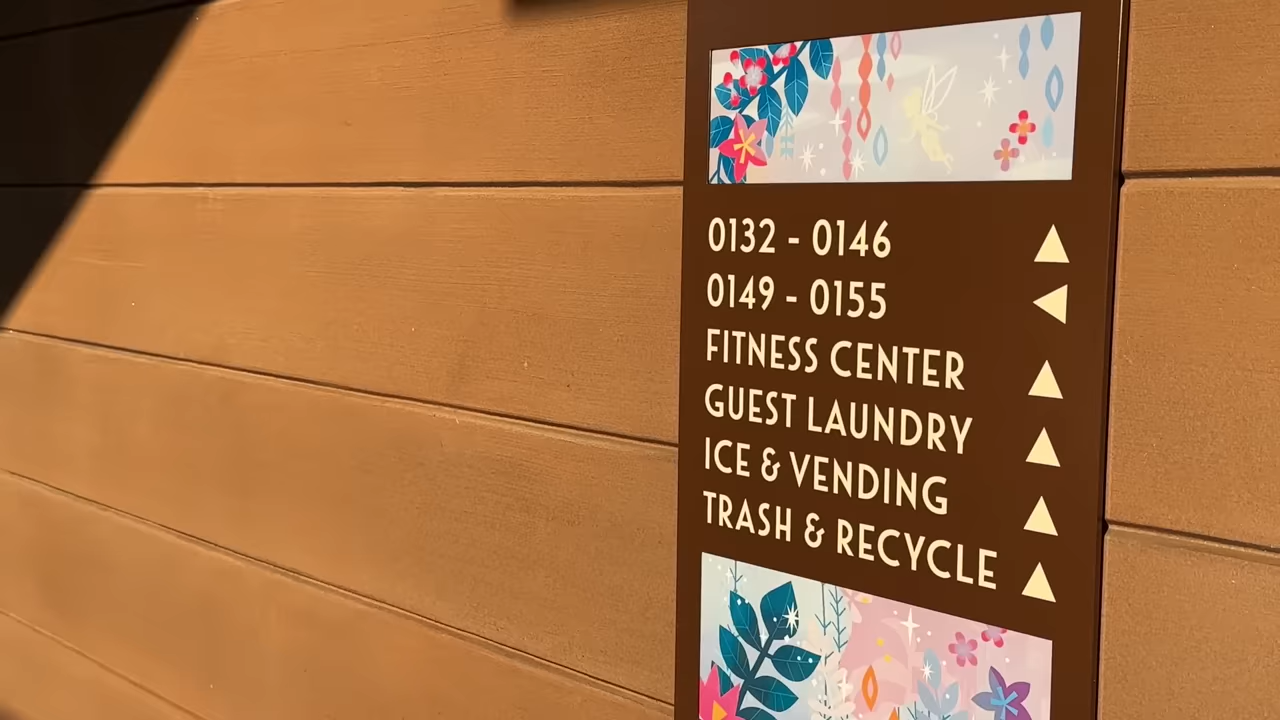 0132 - 0146
0149 - 0155
FITNESS CENTER
GUEST LAUNDRY
ICE & VENDING
TRASH & RECYCLE